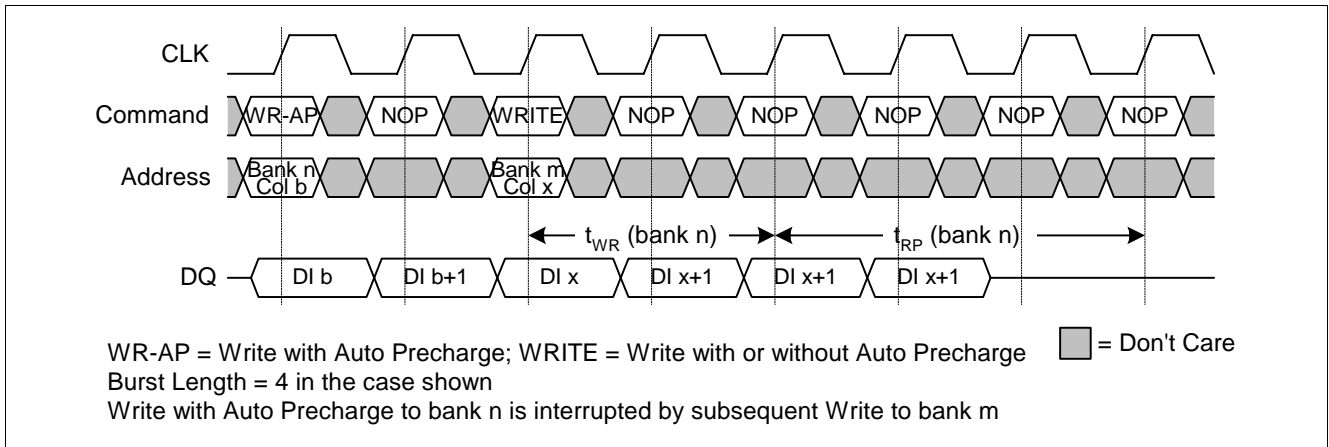 CLK
Command WR-AP NOP WRITE NOP NOP NOP NOP NOP
Address Bank n Col b Bank m Col x
tWR (bank n) tRP (bank n)
DQ DI b DI b+1 DI x DI x+1 DI x+1 DI x+1
WR-AP = Write with Auto Precharge; WRITE = Write with or without Auto Precharge = Don't Care
Burst Length = 4 in the case shown
Write with Auto Precharge to bank n is interrupted by subsequent Write to bank m